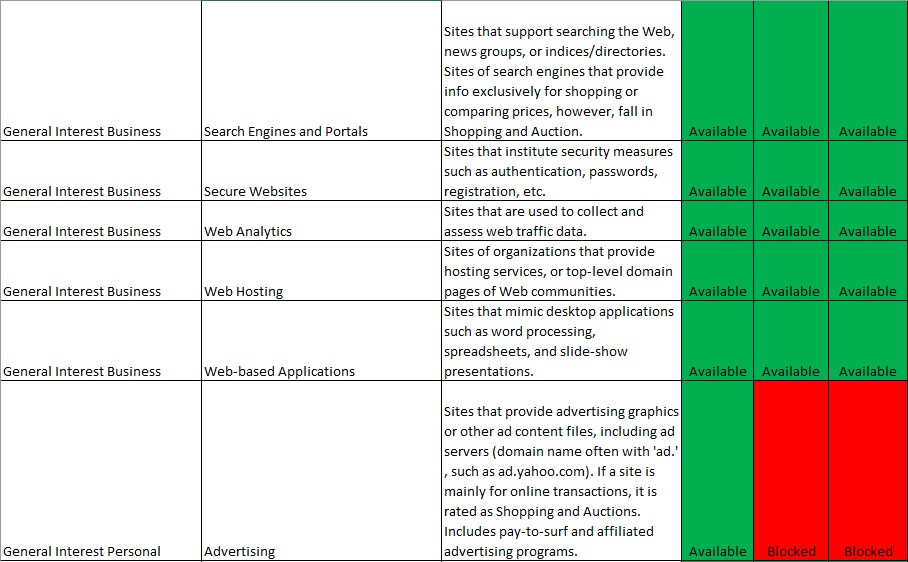 Sites that support searching the Web,
news groups, or indices/directories.
Sites of search engines that provide
info exclusively for shopping or
comparing prices, however, fall in
General Interest Business Search Engines and Portals Shopping and Auction. Available Available Available
Sites that institute security measures
such as authentication, passwords,
General Interest Business Secure Websites registration, etc. Available Available Available
Sites that are used to collect and
General Interest Business Web Analytics assess web traffic data. Available Available Available
Sites of organizations that provide
hosting services, or top-level domain
General Interest Business Web Hosting pages of Web communities. Available Available Available
Sites that mimic desktop applications
such as word processing,
spreadsheets, and slide-show
General Interest Business Web-based Applications presentations. Available Available Available
Sites that provide advertising graphics
or other ad content files, including ad
servers (domain name often with 'ad.'
, such as ad.yahoo.com). If a site is
mainly for online transactions, it is
rated as Shopping and Auctions.
Includes pay-to-surf and affiliated
General Interest Personal Advertising advertising programs. Available Blocked Blocked